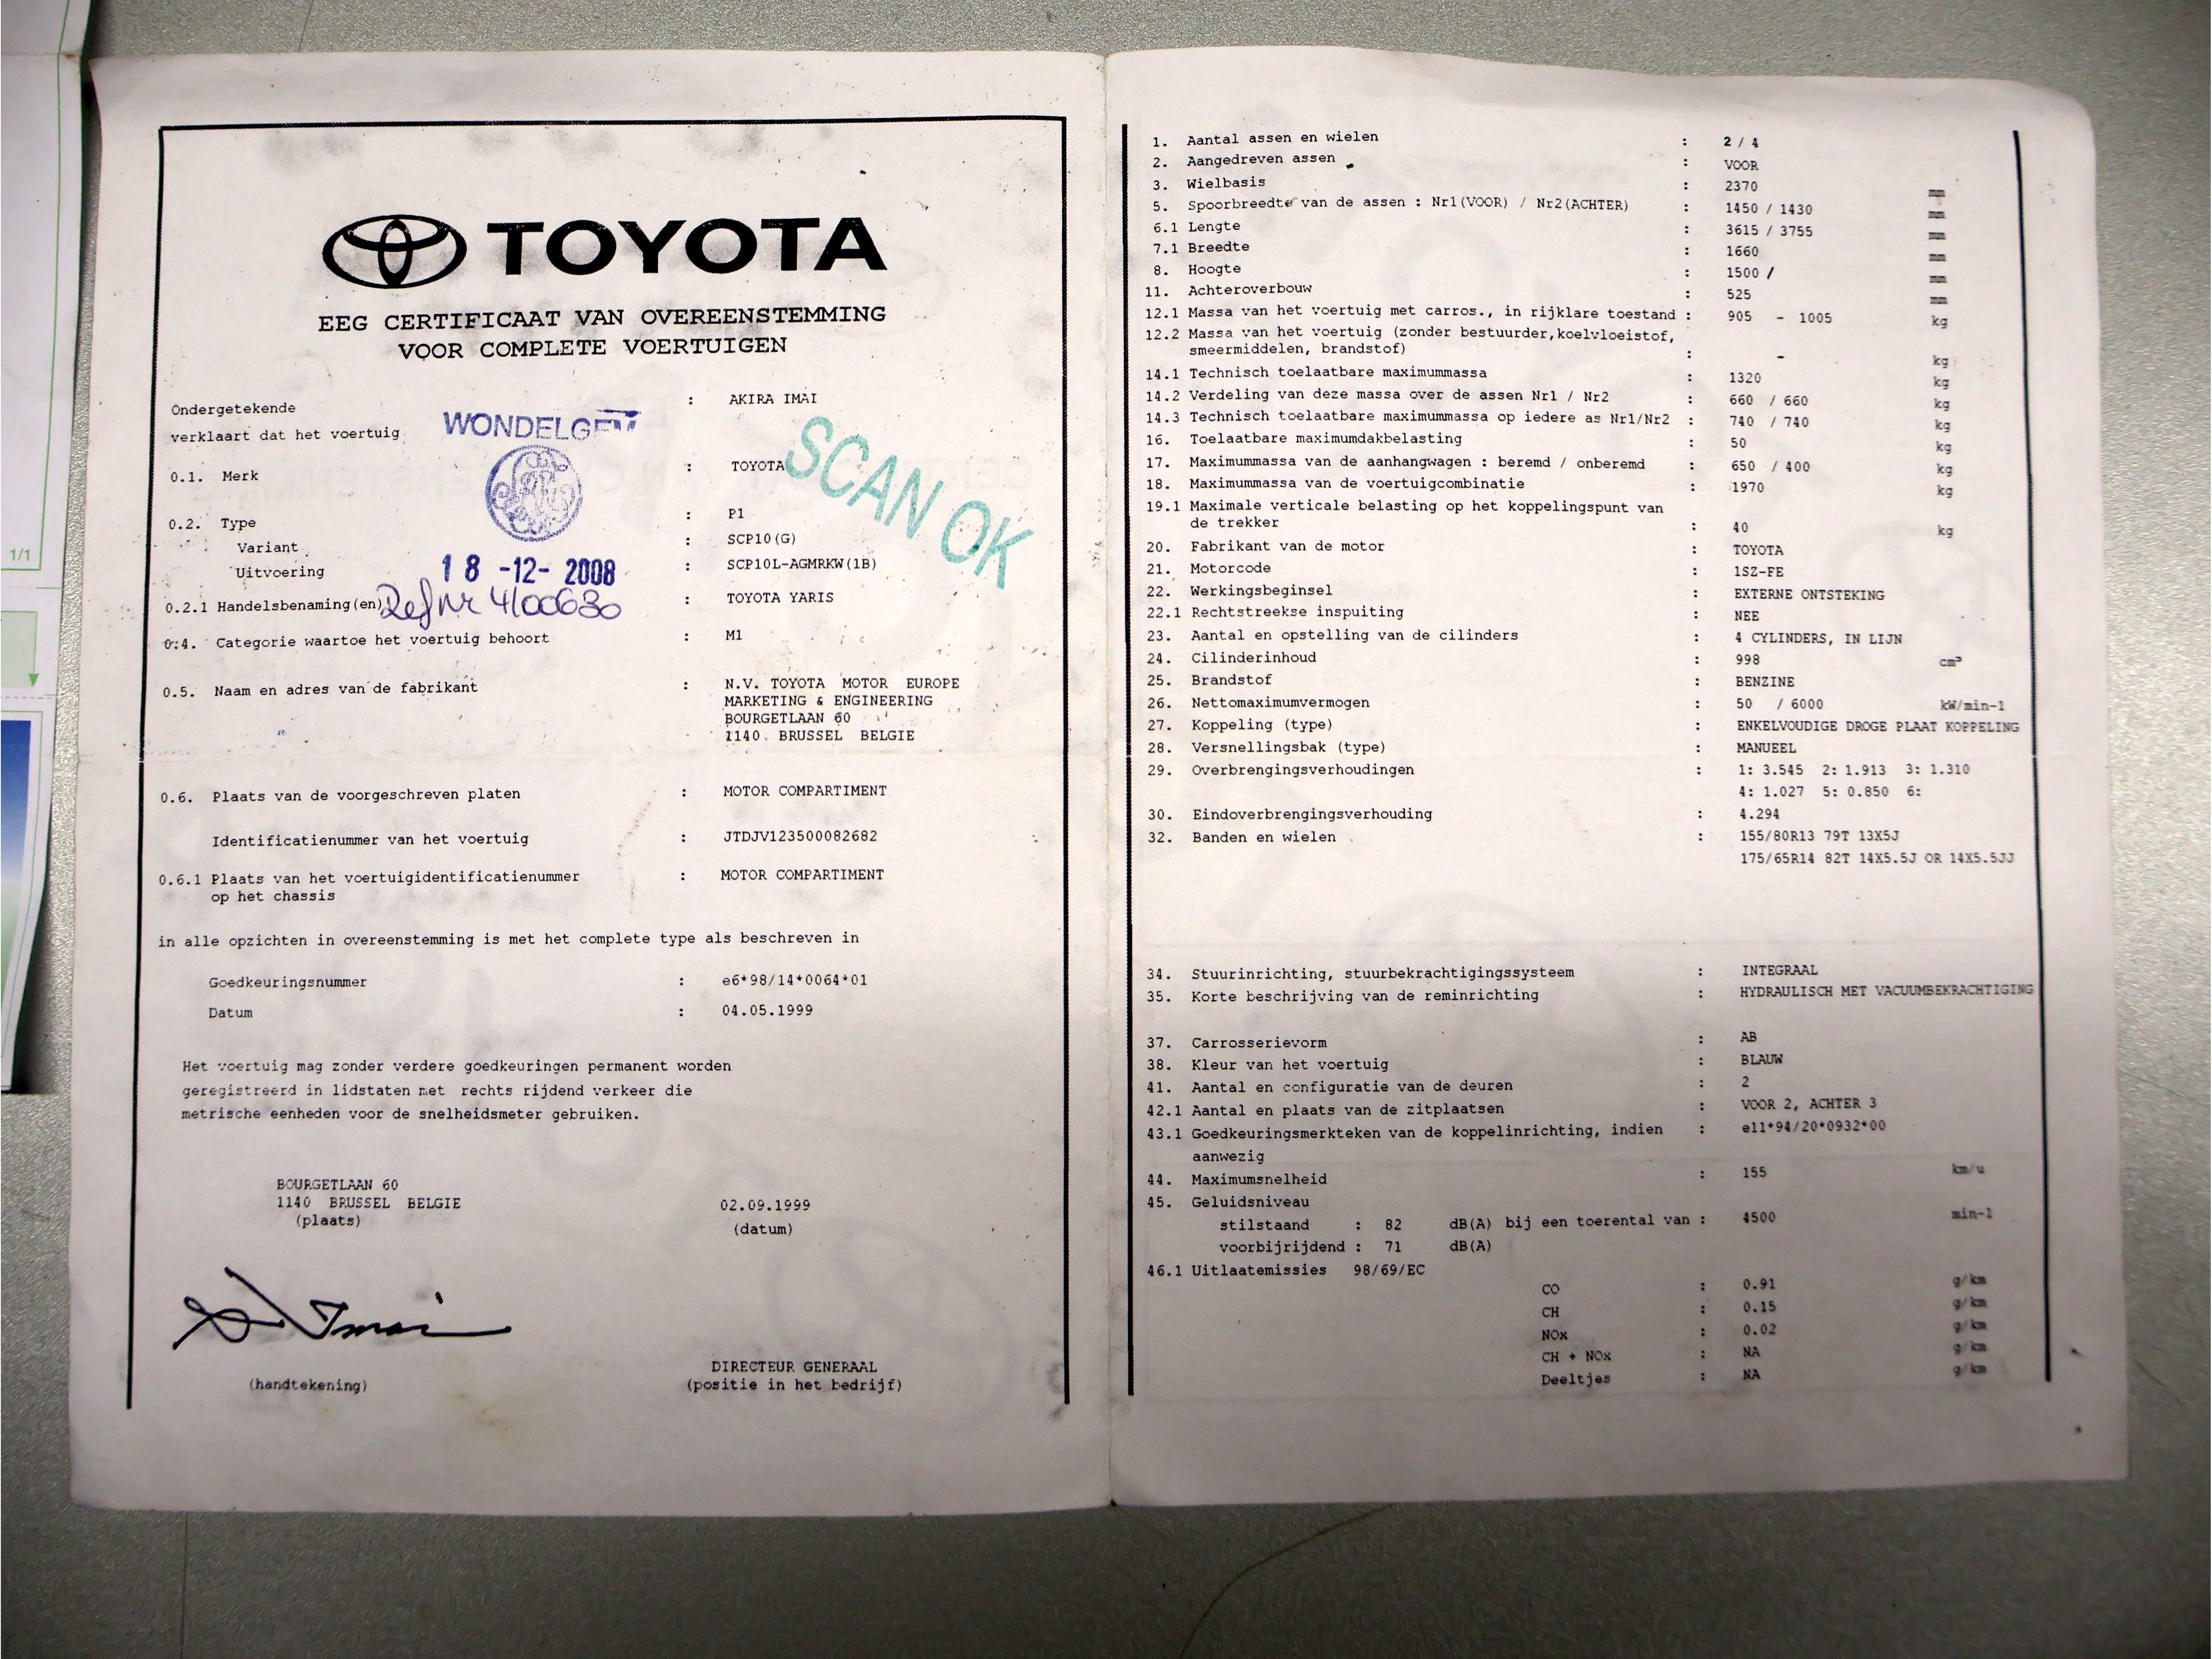 TOYOTA
EEG CERTIFICAAT VAN OVEREENSTEMMING
VOOR COMPLETE VOERTUIGEN
Ondergetekende : AKIRA IMAI
verklaart dat het voertuig
WONDELGEM
SCAN OK
0.1. Merk : TOYOTA
0.2. Type : P1
Variant : SCP10(G)
Uitvoering : SCP10L-AGMRKW(1B)
18 -12- 2008
0.2.1 Handelsbenaming(en) : TOYOTA YARIS
Ref Nr 4100630
0.4. Categorie waartoe het voertuig behoort : M1
0.5. Naam en adres van de fabrikant : N.V. TOYOTA MOTOR EUROPE
MARKETING & ENGINEERING
BOURGETLAAN 60
1140 BRUSSEL BELGIE
0.6. Plaats van de voorgeschreven platen : MOTOR COMPARTIMENT
Identificatienummer van het voertuig : JTDJV123500082682
0.6.1 Plaats van het voertuigidentificatienummer : MOTOR COMPARTIMENT
op het chassis
in alle opzichten in overeenstemming is met het complete type als beschreven in
Goedkeuringsnummer : e6*98/14*0064*01
Datum : 04.05.1999
Het voertuig mag zonder verdere goedkeuringen permanent worden
geregistreerd in lidstaten met rechts rijdend verkeer die
metrische eenheden voor de snelheidsmeter gebruiken.
BOURGETLAAN 60
1140 BRUSSEL BELGIE 02.09.1999
(plaats) (datum)
DIRECTEUR GENERAAL
(handtekening) (positie in het bedrijf)
1. Aantal assen en wielen : 2 / 4
2. Aangedreven assen : VOOR
3. Wielbasis : 2370 mm
5. Spoorbreedte van de assen : Nr1(VOOR) / Nr2(ACHTER) : 1450 / 1430 mm
6.1 Lengte : 3615 / 3755 mm
7.1 Breedte : 1660 mm
8. Hoogte : 1500 / mm
11. Achteroverbouw : 525 mm
12.1 Massa van het voertuig met carros., in rijklare toestand : 905 - 1005 kg
12.2 Massa van het voertuig (zonder bestuurder,koelvloeistof,
smeermiddelen, brandstof) : - kg
14.1 Technisch toelaatbare maximummassa : 1320 kg
14.2 Verdeling van deze massa over de assen Nr1 / Nr2 : 660 / 660 kg
14.3 Technisch toelaatbare maximummassa op iedere as Nr1/Nr2 : 740 / 740 kg
16. Toelaatbare maximumdakbelasting : 50 kg
17. Maximummassa van de aanhangwagen : beremd / onberemd : 650 / 400 kg
18. Maximummassa van de voertuigcombinatie : 1970 kg
19.1 Maximale verticale belasting op het koppelingspunt van
de trekker : 40 kg
20. Fabrikant van de motor : TOYOTA
21. Motorcode : 1SZ-FE
22. Werkingsbeginsel : EXTERNE ONTSTEKING
22.1 Rechtstreekse inspuiting : NEE
23. Aantal en opstelling van de cilinders : 4 CYLINDERS, IN LIJN
24. Cilinderinhoud : 998 cm³
25. Brandstof : BENZINE
26. Nettomaximumvermogen : 50 / 6000 kW/min-1
27. Koppeling (type) : ENKELVOUDIGE DROGE PLAAT KOPPELING
28. Versnellingsbak (type) : MANUEEL
29. Overbrengingsverhoudingen : 1: 3.545 2: 1.913 3: 1.310
4: 1.027 5: 0.850 6:
30. Eindoverbrengingsverhouding : 4.294
32. Banden en wielen : 155/80R13 79T 13X5J
175/65R14 82T 14X5.5J OR 14X5.5JJ
34. Stuurinrichting, stuurbekrachtigingssysteem : INTEGRAAL
35. Korte beschrijving van de reminrichting : HYDRAULISCH MET VACUUMBEKRACHTIGING
37. Carrosserievorm : AB
38. Kleur van het voertuig : BLAUW
41. Aantal en configuratie van de deuren : 2
42.1 Aantal en plaats van de zitplaatsen : VOOR 2, ACHTER 3
43.1 Goedkeuringsmerkteken van de koppelinrichting, indien : e11*94/20*0932*00
aanwezig
44. Maximumsnelheid : 155 km/u
45. Geluidsniveau
stilstaand : 82 dB(A) bij een toerental van : 4500 min-1
voorbijrijdend : 71 dB(A)
46.1 Uitlaatemissies 98/69/EC
CO : 0.91 g/km
CH : 0.15 g/km
NOx : 0.02 g/km
CH + NOx : NA g/km
Deeltjes : NA g/km
1/1